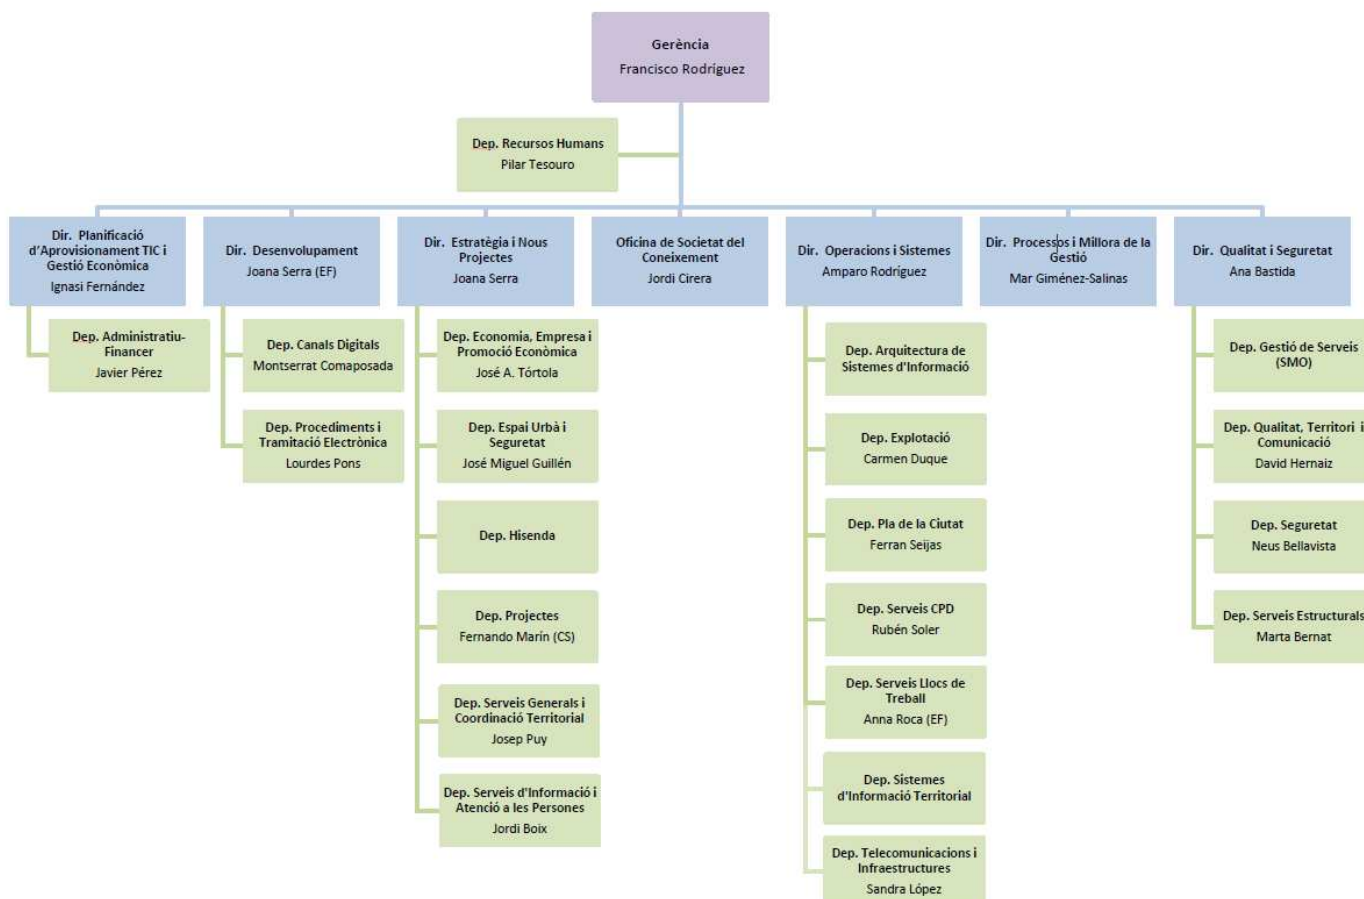 Gerència
Francisco Rodríguez
Dep. Recursos Humans
Pilar Tesouro
Dir. Planificació
d'Aprovisionament TIC i
Gestió Econòmica
Ignasi Fernández
Dir. Desenvolupament
Joana Serra (EF)
Dir. Estratègia i Nous
Projectes
Joana Serra
Oficina de Societat del
Coneixement
Jordi Cirera
Dir. Operacions i Sistemes
Amparo Rodríguez
Dir. Processos i Millora de la
Gestió
Mar Giménez-Salinas
Dir. Qualitat i Seguretat
Ana Bastida
Dep. Administratiu-
Financer
Javier Pérez
Dep. Canals Digitals
Montserrat Comaposada
Dep. Procediments i
Tramitació Electrònica
Lourdes Pons
Dep. Economia, Empresa i
Promoció Econòmica
José A. Tórtola
Dep. Espai Urbà i
Seguretat
José Miguel Guillén
Dep. Hisenda
Dep. Projectes
Fernando Marín (CS)
Dep. Serveis Generals i
Coordinació Territorial
Josep Puy
Dep. Serveis d'Informació i
Atenció a les Persones
Jordi Boix
Dep. Arquitectura de
Sistemes d'Informació
Dep. Explotació
Carmen Duque
Dep. Pla de la Ciutat
Ferran Seijas
Dep. Serveis CPD
Rubén Soler
Dep. Serveis Llocs de
Treball
Anna Roca (EF)
Dep. Sistemes
d'Informació Territorial
Dep. Telecomunicacions i
Infraestructures
Sandra López
Dep. Gestió de Serveis
(SMO)
Dep. Qualitat, Territori i
Comunicació
David Hernaiz
Dep. Seguretat
Neus Bellavista
Dep. Serveis Estructurals
Marta Bernat